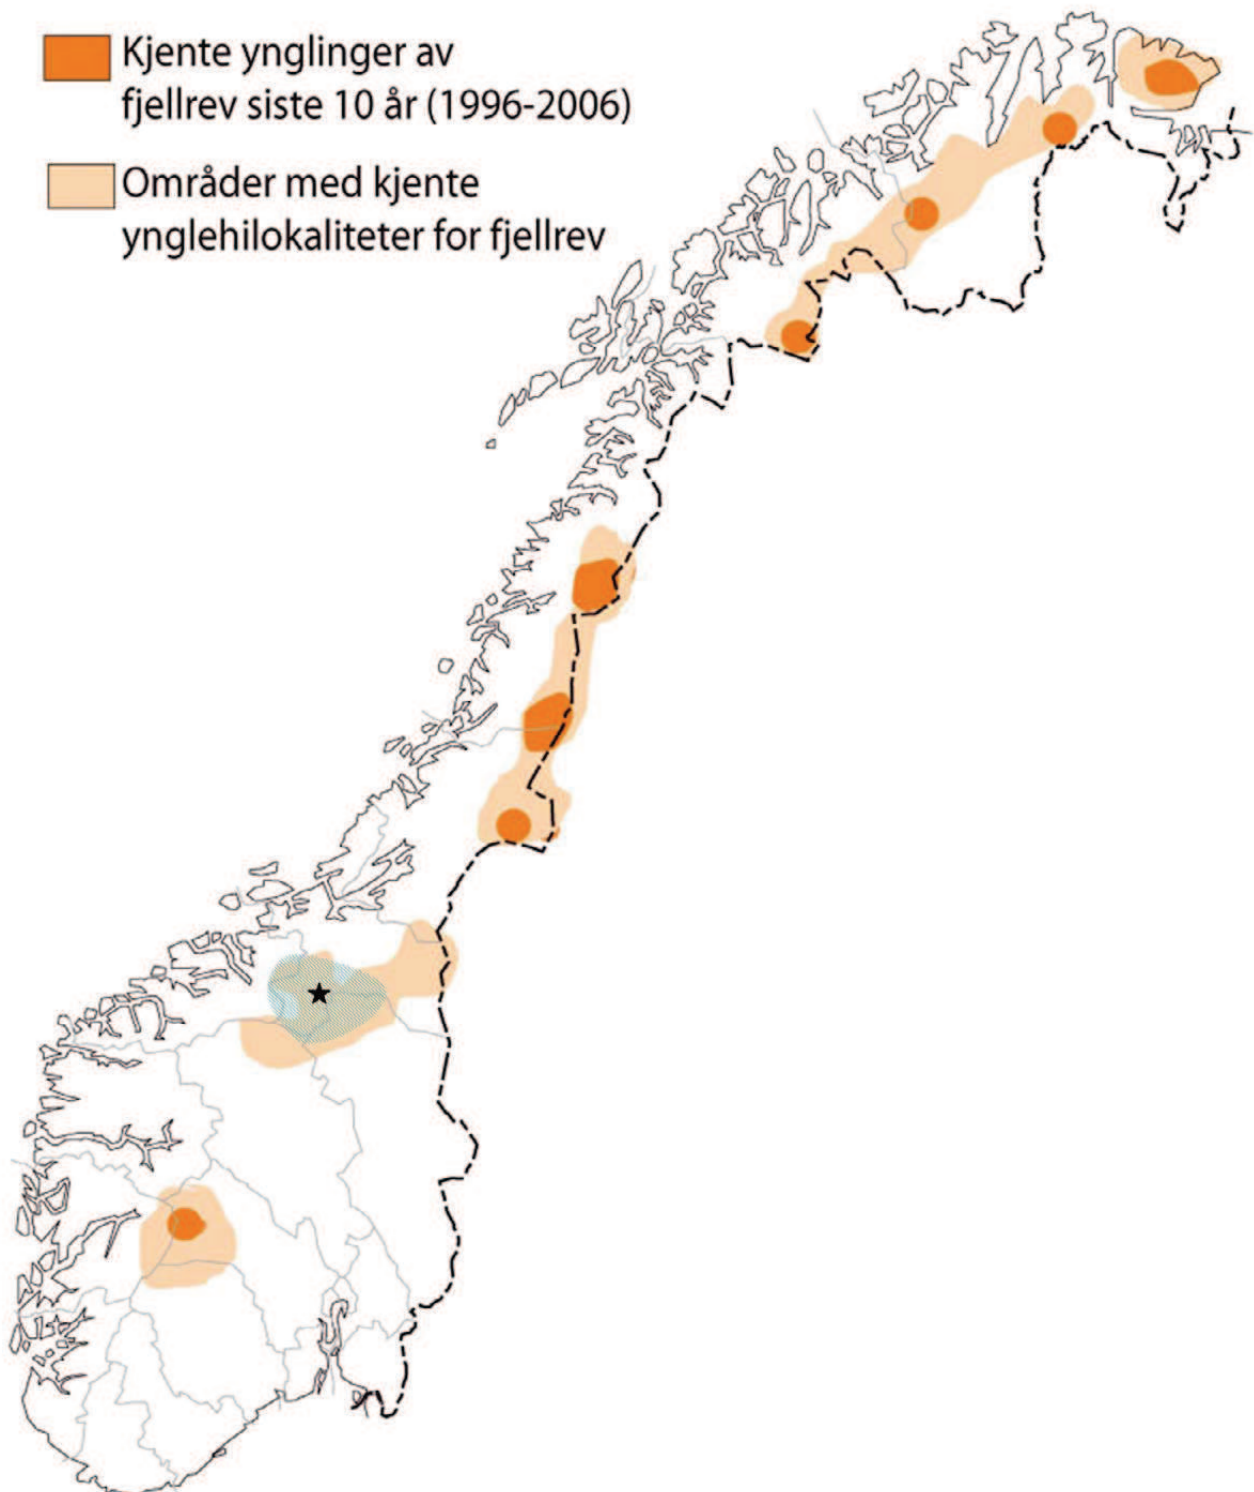 Kjente ynglinger av
fjellrev siste 10 år (1996-2006)
Områder med kjente
ynglehilokaliteter for fjellrev